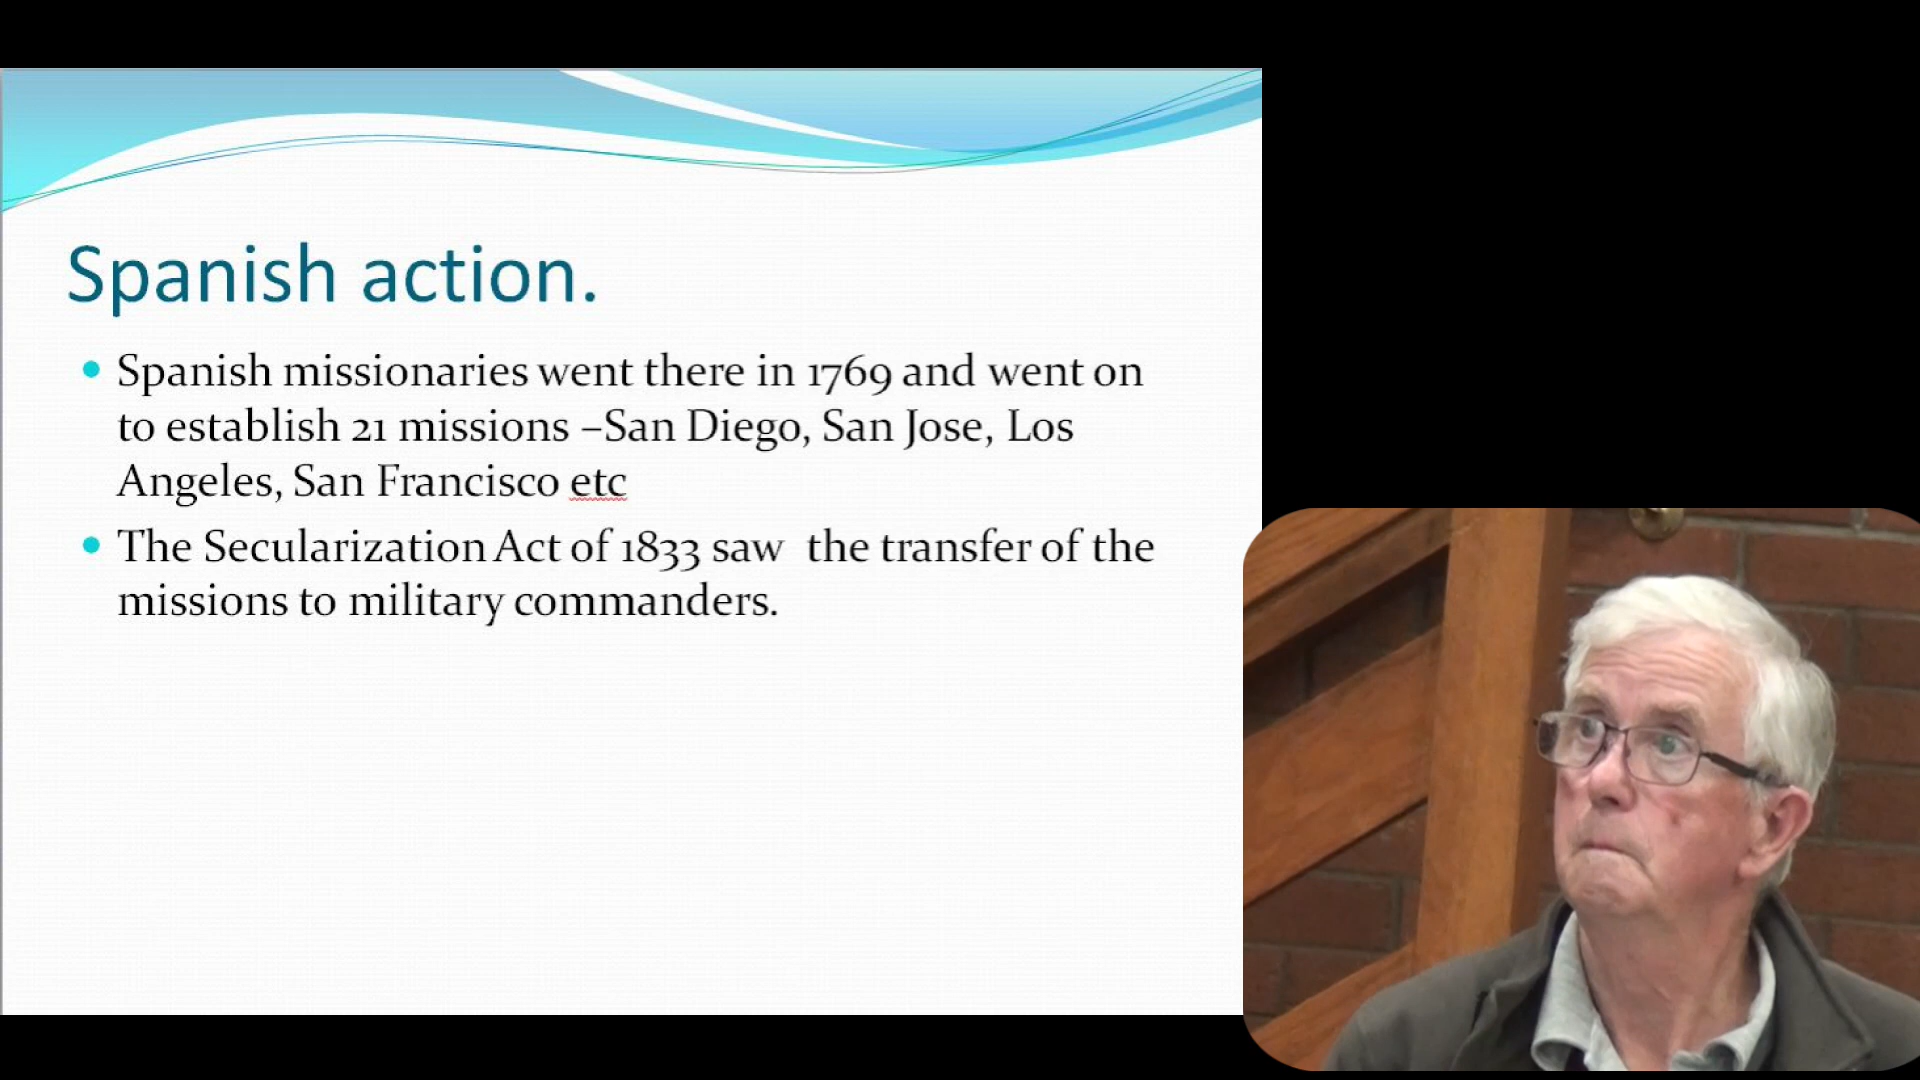 Spanish action.
Spanish missionaries went there in 1769 and went on
to establish 21 missions –San Diego, San Jose, Los
Angeles, San Francisco etc
The Secularization Act of 1833 saw  the transfer of the
missions to military commanders.